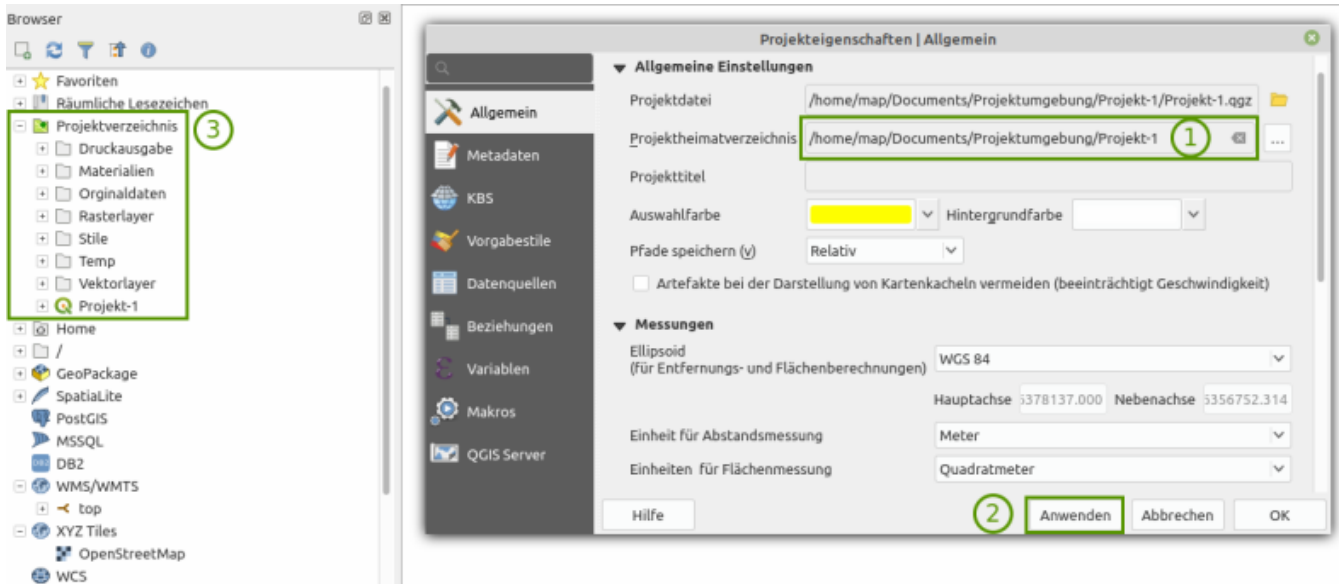 Browser
Favoriten
Räumliche Lesezeichen
Projektverzeichnis 3
Druckausgabe
Materialien
Orginaldaten
Rasterlayer
Stile
Temp
Vektorlayer
Projekt-1
Home
/
GeoPackage
SpatiaLite
PostGIS
MSSQL
DB2 DB2
WMS/WMTS
top
XYZ Tiles
OpenStreetMap
WCS
Projekteigenschaften | Allgemein
Allgemein
Metadaten
KBS
Vorgabestile
Datenquellen
Beziehungen
Variablen
Makros
QGIS Server
Allgemeine Einstellungen
Projektdatei /home/map/Documents/Projektumgebung/Projekt-1/Projekt-1.qgz
Projektheimatverzeichnis /home/map/Documents/Projektumgebung/Projekt-1 1 ...
Projekttitel
Auswahlfarbe Hintergrundfarbe
Pfade speichern (v) Relativ
Artefakte bei der Darstellung von Kartenkacheln vermeiden (beeinträchtigt Geschwindigkeit)
Messungen
Ellipsoid
(für Entfernungs- und Flächenberechnungen) WGS 84
Hauptachse 6378137.000 Nebenachse 6356752.314
Einheit für Abstandsmessung Meter
Einheiten für Flächenmessung Quadratmeter
Hilfe 2 Anwenden Abbrechen OK